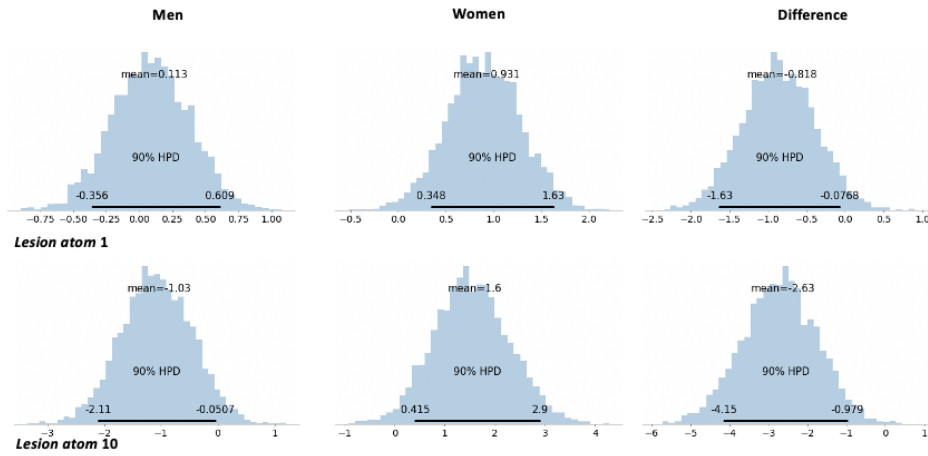 Men Women Difference
mean=0.113 mean=0.931 mean=-0.818
90% HPD 90% HPD 90% HPD
-0.356 0.609 0.348 1.63 -1.63 -0.0768
-0.75 -0.50 -0.25 0.00 0.25 0.50 0.75 1.00 -0.5 0.0 0.5 1.0 1.5 2.0 -2.5 -2.0 -1.5 -1.0 -0.5 0.0 0.5 1.0
Lesion atom 1
mean=-1.03 mean=1.6 mean=-2.63
90% HPD 90% HPD 90% HPD
-2.11 -0.0507 0.415 2.9 -4.15 -0.979
-3 -2 -1 0 1 -1 0 1 2 3 4 -6 -5 -4 -3 -2 -1 0 1
Lesion atom 10